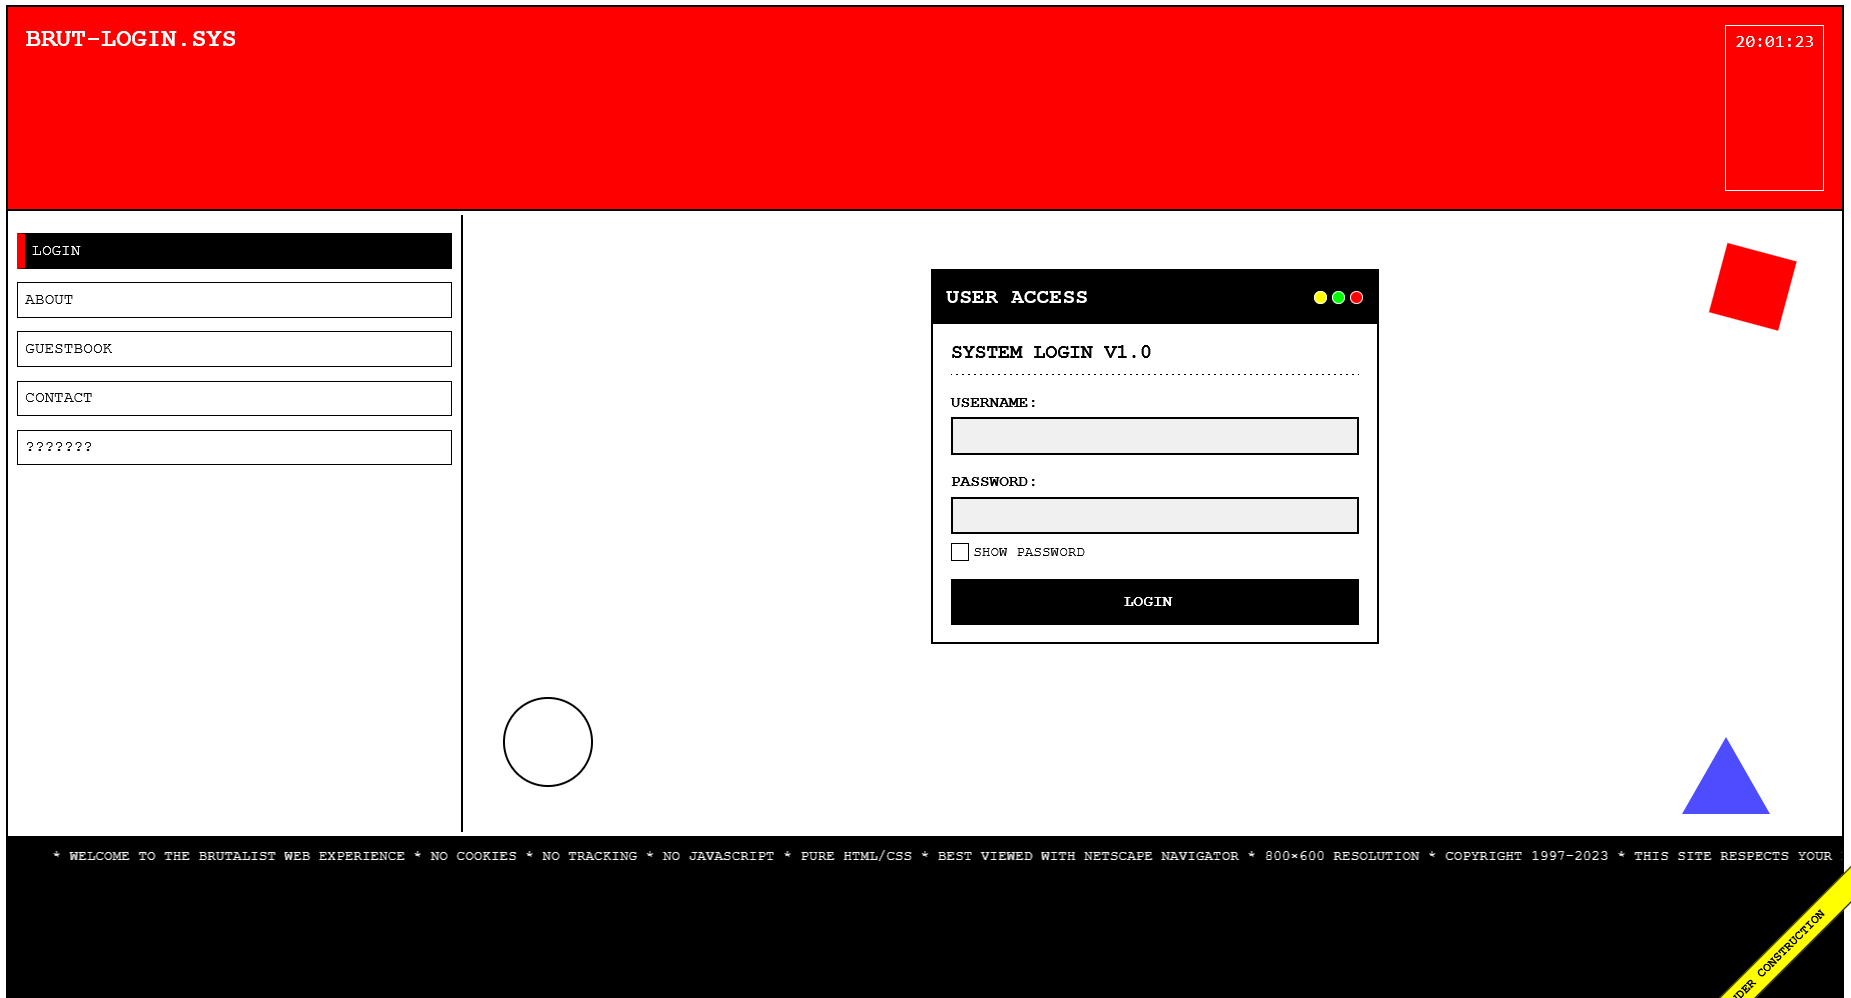 BRUT-LOGIN.SYS
20:01:23
LOGIN
ABOUT
GUESTBOOK
CONTACT
???????
USER ACCESS
SYSTEM LOGIN V1.0
USERNAME:
PASSWORD:
SHOW PASSWORD
LOGIN
* WELCOME TO THE BRUTALIST WEB EXPERIENCE * NO COOKIES * NO TRACKING * NO JAVASCRIPT * PURE HTML/CSS * BEST VIEWED WITH NETSCAPE NAVIGATOR * 800×600 RESOLUTION * COPYRIGHT 1997-2023 * THIS SITE RESPECTS YOUR
CONSTRUCTION